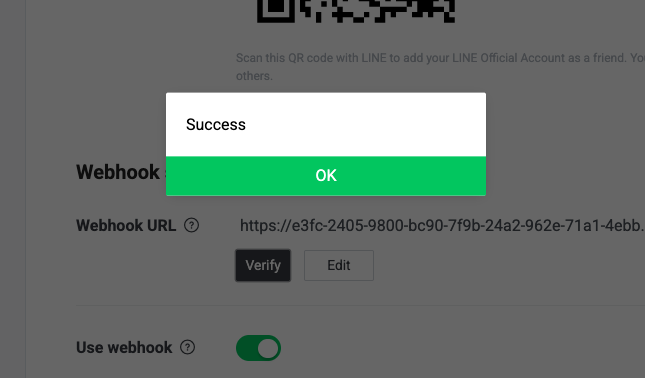 Scan this QR code with LINE to add your LINE Official Account as a friend. You
others.
Success
OK
Webhook
Webhook URL
https://e3fc-2405-9800-bc90-7f9b-24a2-962e-71a1-4ebb.
Verify
Edit
Use webhook